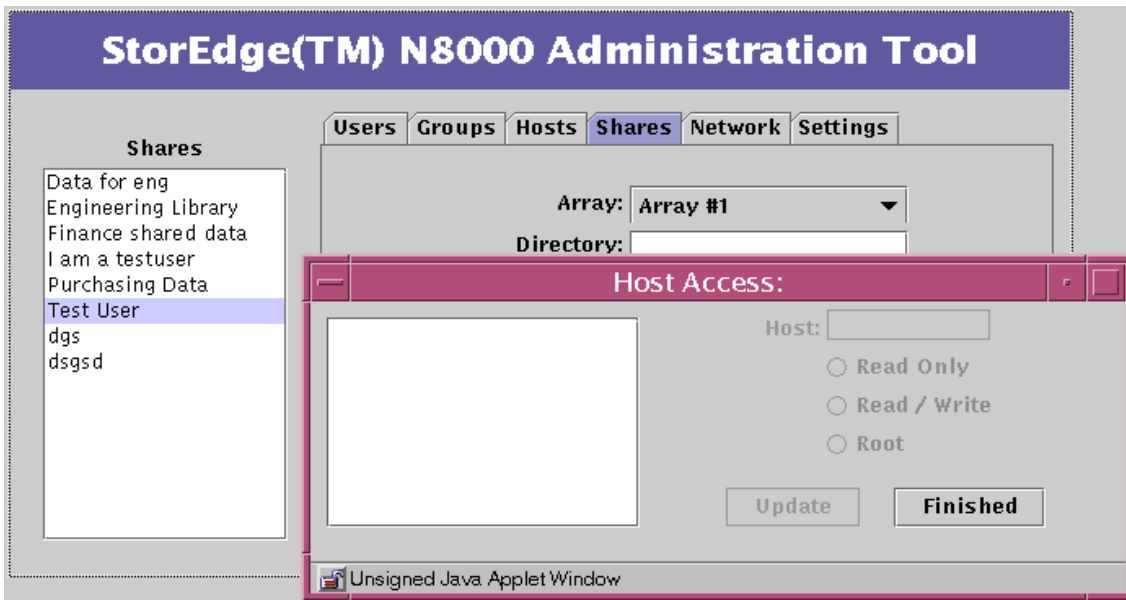 StorEdge(TM) N8000 Administration Tool
Users Groups Hosts Shares Network Settings
Shares
Data for eng
Engineering Library
Finance shared data
I am a testuser
Purchasing Data
Test User
dgs
dsgsd
Array: Array #1
Directory:
Host Access:
Host:
Read Only
Read / Write
Root
Update Finished
Unsigned Java Applet Window